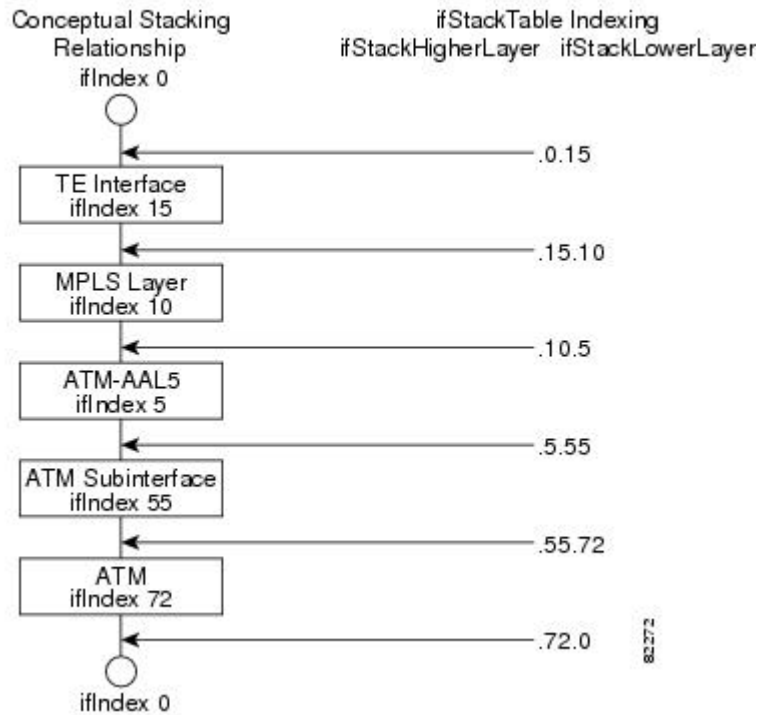 Conceptual Stacking
Relationship
ifIndex 0
ifStackTable Indexing
ifStackHigherLayer ifStackLowerLayer
.0.15
TE Interface
ifIndex 15
.15.10
MPLS Layer
ifIndex 10
.10.5
ATM-AAL5
ifIndex 5
.5.55
ATM Subinterface
ifIndex 55
.55.72
ATM
ifIndex 72
.72.0
82272
ifIndex 0